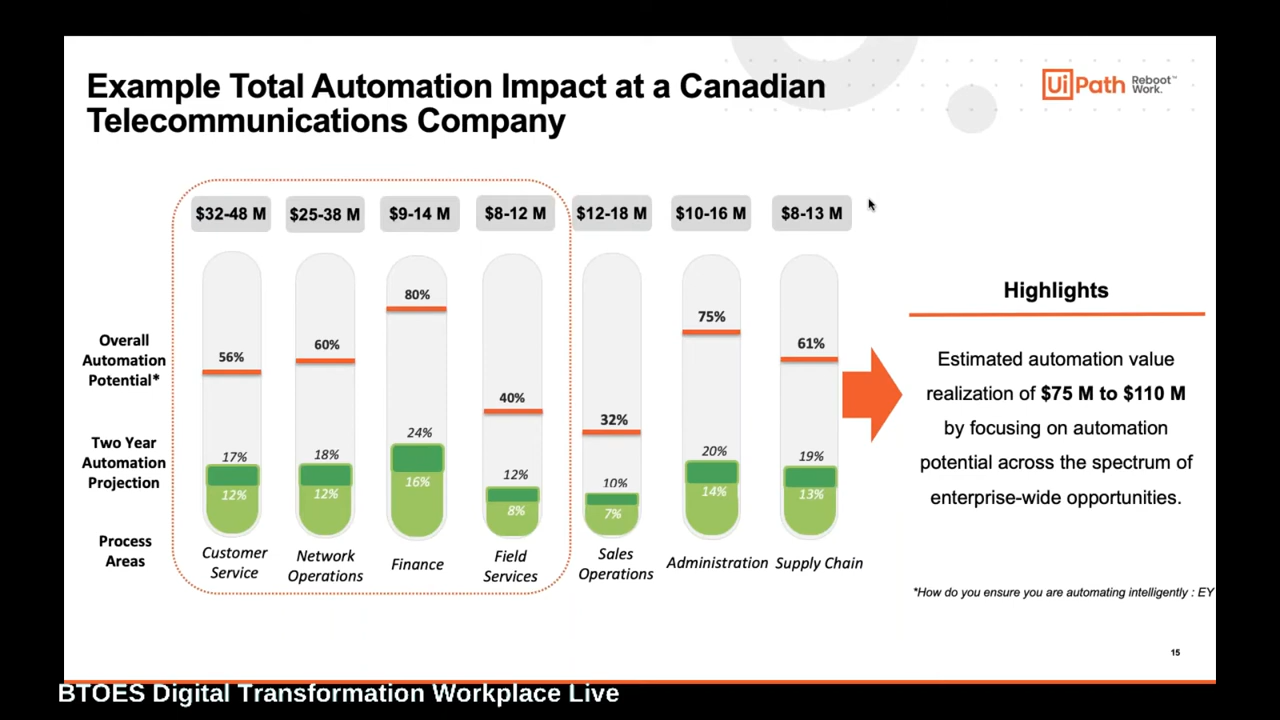 Example Total Automation Impact at a Canadian
Telecommunications Company
UiPath Reboot
Work.™
$32-48 M
$25-38 M
$9-14 M
$8-12 M
$12-18 M
$10-16 M
$8-13 M
Overall
Automation
Potential*
56%
60%
80%
40%
32%
75%
61%
Two Year
Automation
Projection
17%
18%
24%
12%
10%
20%
19%
12%
12%
16%
8%
7%
14%
13%
Process
Areas
Customer
Service
Network
Operations
Finance
Field
Services
Sales
Operations
Administration
Supply Chain
Highlights
Estimated automation value
realization of $75 M to $110 M
by focusing on automation
potential across the spectrum of
enterprise-wide opportunities.
*How do you ensure you are automating intelligently : EY
15
BTOES Digital Transformation Workplace Live